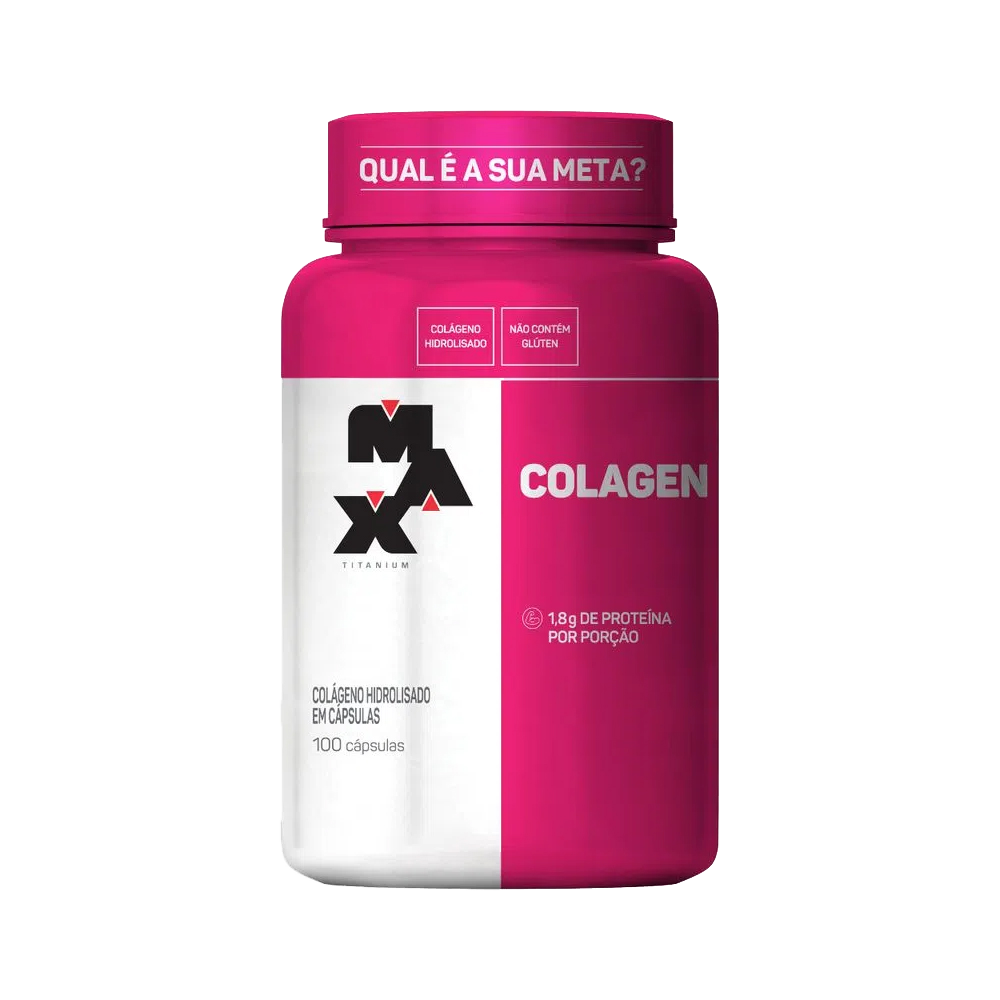 QUAL É A SUA META?
COLÁGENO
HIDROLISADO
NÃO CONTÉM
GLÚTEN
MAX
TITANIUM
COLAGEN
1,8g DE PROTEÍNA
POR PORÇÃO
COLÁGENO HIDROLISADO
EM CÁPSULAS
100 cápsulas